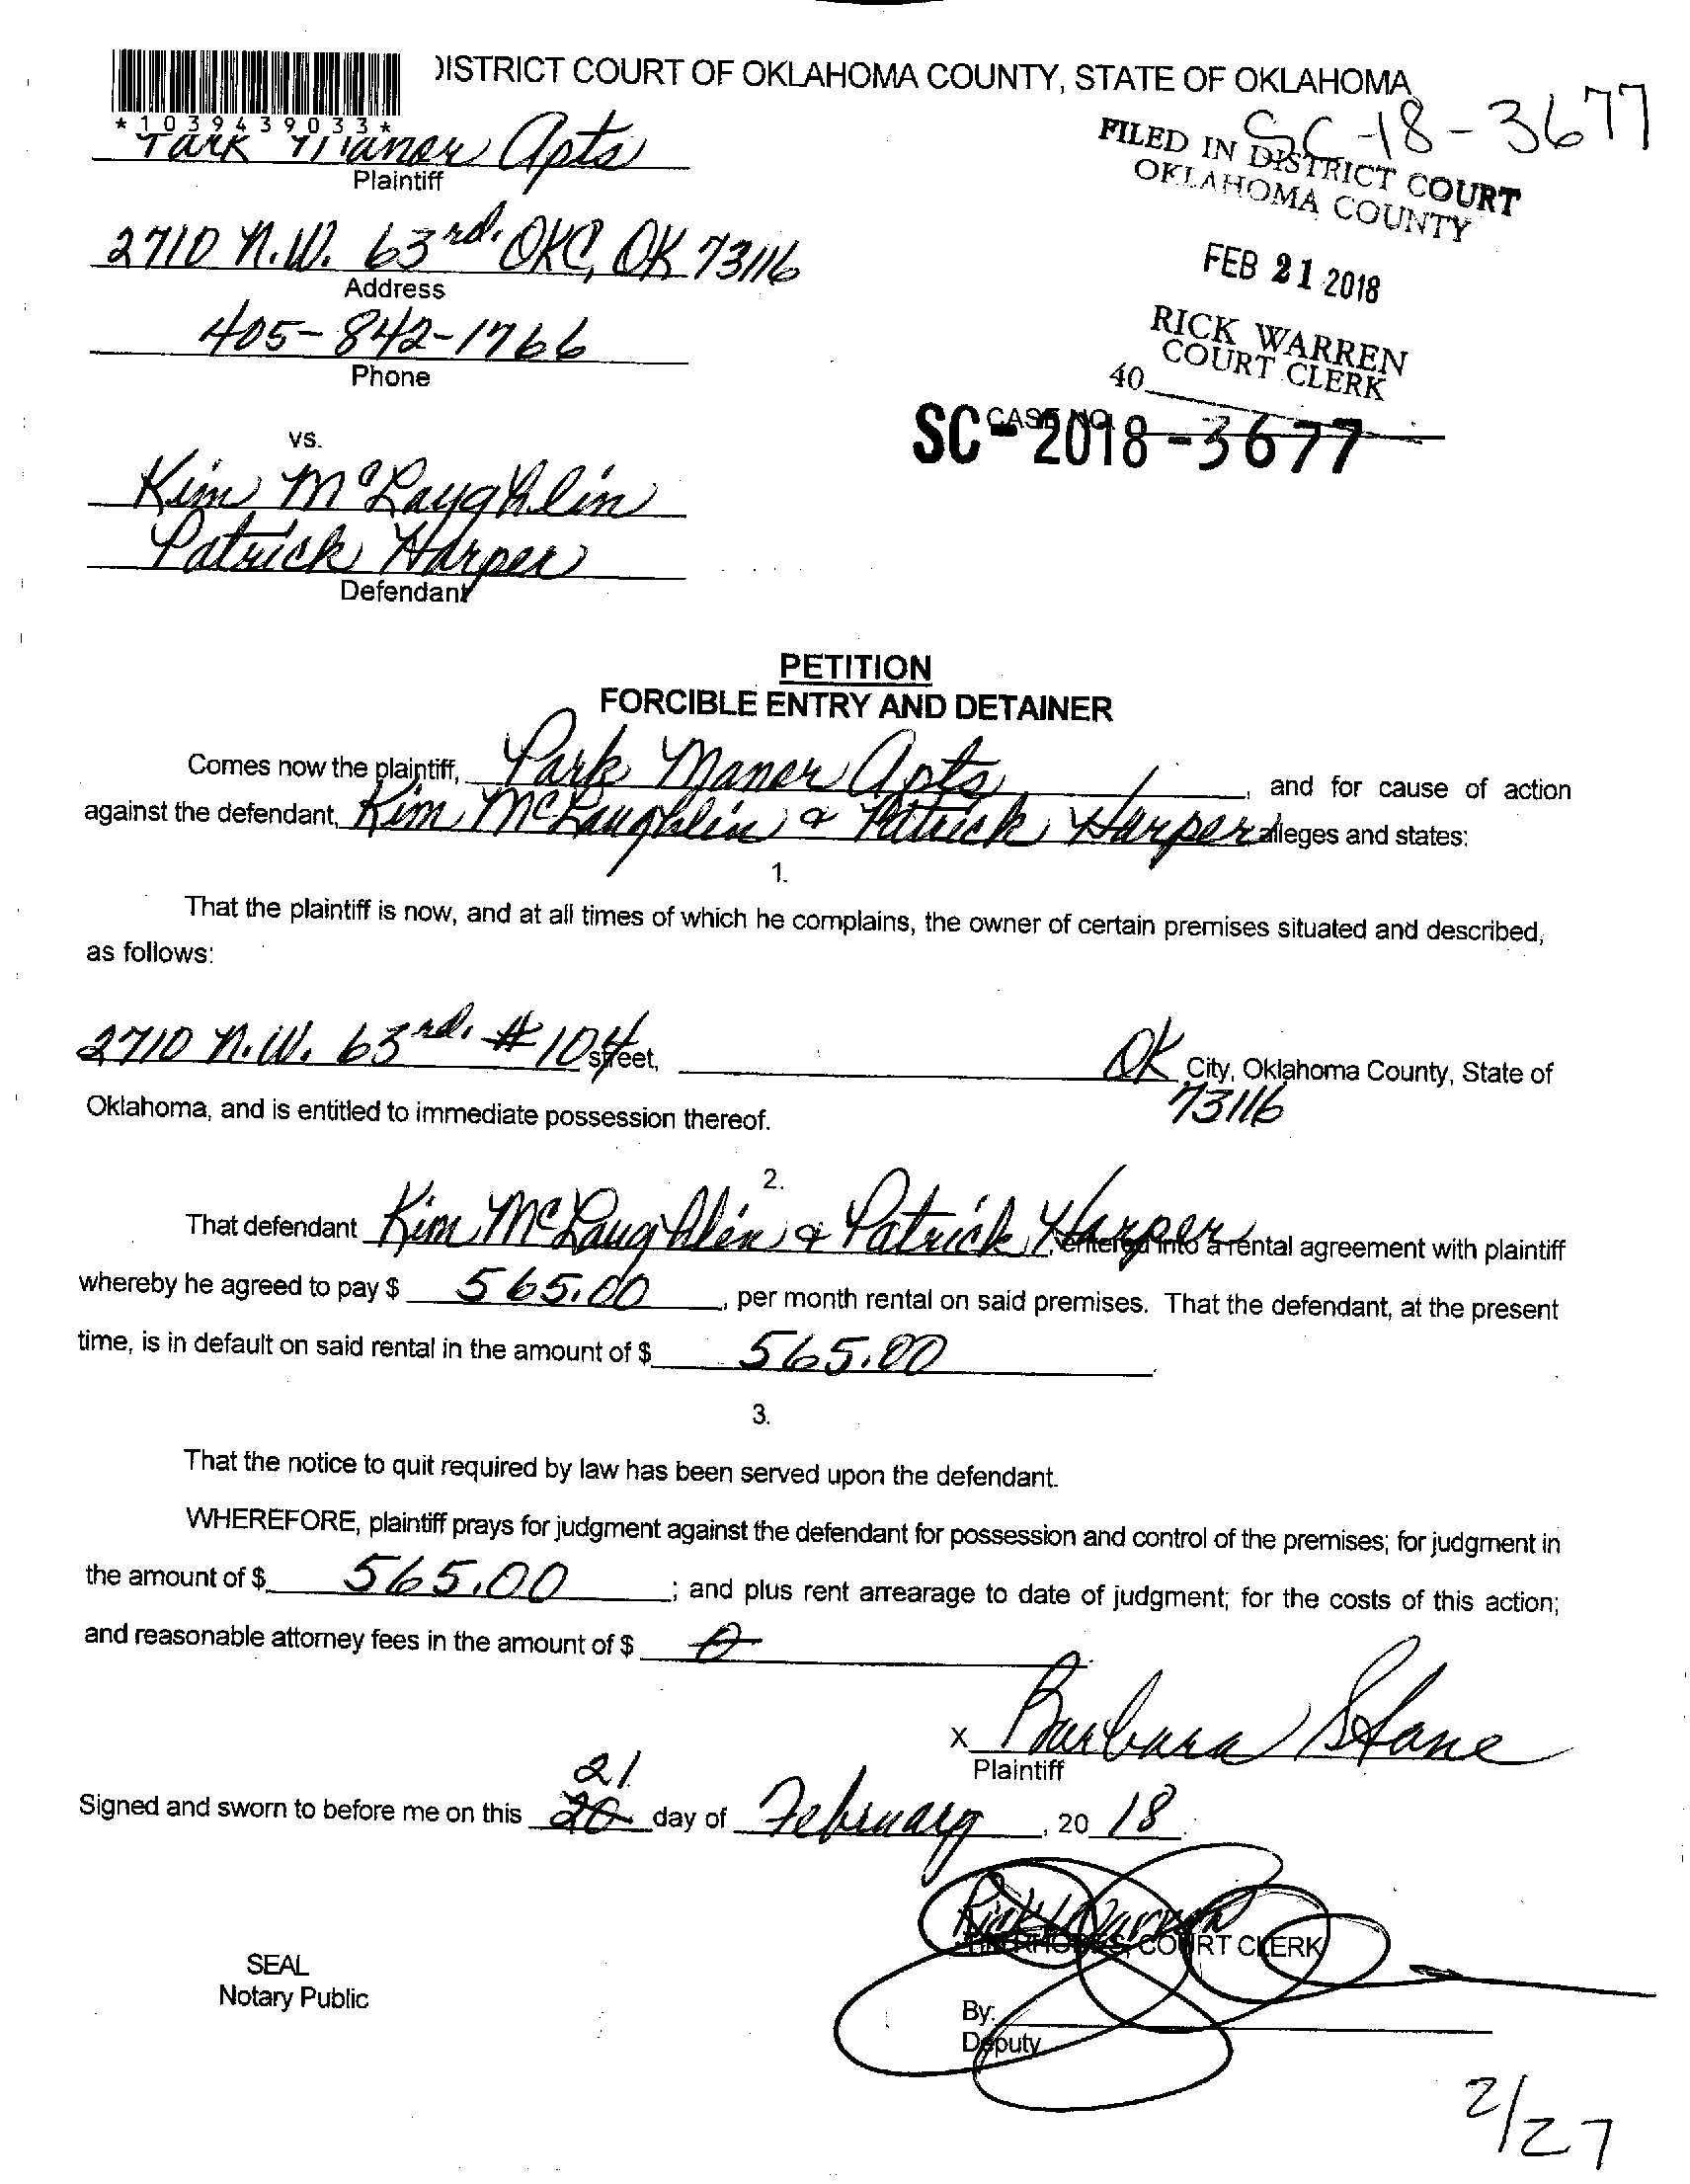 DISTRICT COURT OF OKLAHOMA COUNTY, STATE OF OKLAHOMA
*1039439033*
SC-18-3677
Park Manor Apts
Plaintiff
FILED IN DISTRICT COURT
OKLAHOMA COUNTY
2710 N.W. 63rd. OKC, OK 73116
Address
FEB 21 2018
405-842-1766
Phone
RICK WARREN
COURT CLERK
40
CASE NO.
SC-2018-3677
vs.
Kim McLaughlin
Patrick Harper
Defendant
PETITION
FORCIBLE ENTRY AND DETAINER
Comes now the plaintiff, Park Manor Apts, and for cause of action
against the defendant, Kim McLaughlin & Patrick Harper alleges and states:
1.
That the plaintiff is now, and at all times of which he complains, the owner of certain premises situated and described,
as follows:
2710 N.W. 63rd. # 104 street, OK City, Oklahoma County, State of
73116
Oklahoma, and is entitled to immediate possession thereof.
2.
That defendant Kim McLaughlin & Patrick Harper, entered into a rental agreement with plaintiff
whereby he agreed to pay $ 565.00, per month rental on said premises. That the defendant, at the present
time, is in default on said rental in the amount of $ 565.00.
3.
That the notice to quit required by law has been served upon the defendant.
WHEREFORE, plaintiff prays for judgment against the defendant for possession and control of the premises; for judgment in
the amount of $ 565.00; and plus rent arrearage to date of judgment; for the costs of this action;
and reasonable attorney fees in the amount of $ 0.
x Barbara Stane
Plaintiff
21
Signed and sworn to before me on this 20 day of February, 20 18.
Rick Warren
RHODES, COURT CLERK
SEAL
Notary Public
By:
Deputy
2/27